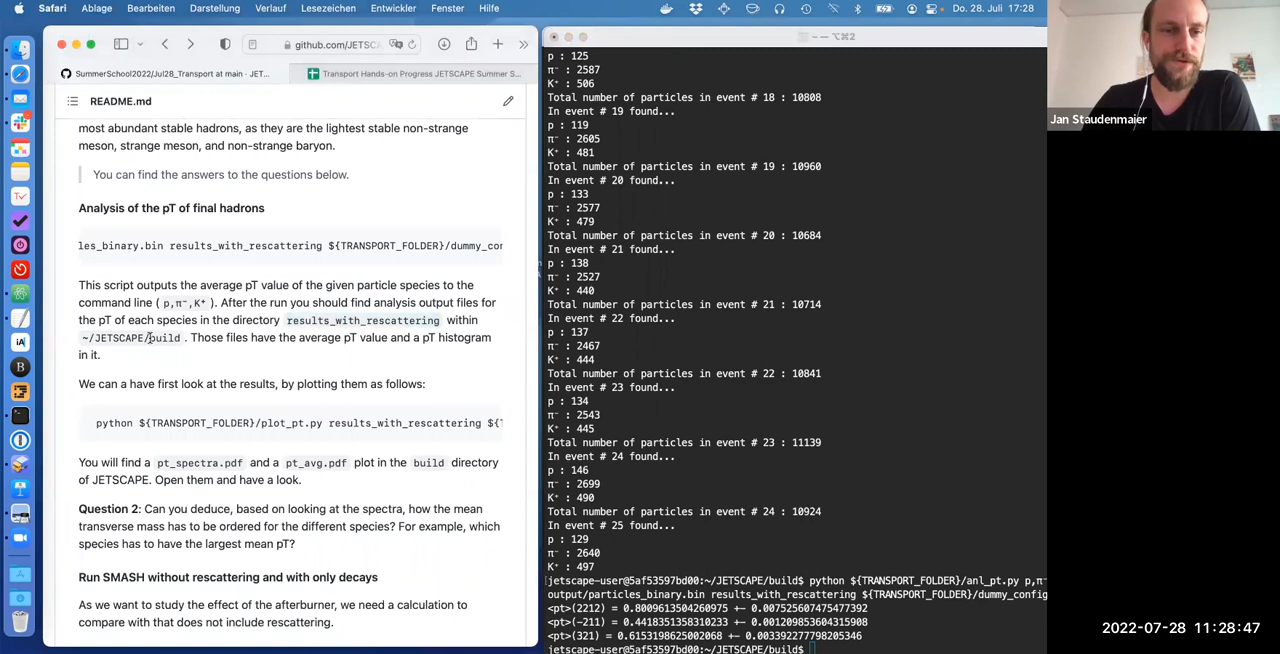 Safari Ablage Bearbeiten Darstellung Verlauf Lesezeichen Entwickler Fenster Hilfe Do. 28. Juli 17:28
github.com/JETSCA
SummerSchool2022/Jul28_Transport at main · JET... Transport Hands-on Progress JETSCAPE Summer S...
README.md
most abundant stable hadrons, as they are the lightest stable non-strange
meson, strange meson, and non-strange baryon.
You can find the answers to the questions below.
Analysis of the pT of final hadrons
les_binary.bin results_with_rescattering ${TRANSPORT_FOLDER}/dummy_con
This script outputs the average pT value of the given particle species to the
command line ( p,π⁻,K⁺ ). After the run you should find analysis output files for
the pT of each species in the directory results_with_rescattering within
~/JETSCAPE/build . Those files have the average pT value and a pT histogram
in it.
We can a have first look at the results, by plotting them as follows:
python ${TRANSPORT_FOLDER}/plot_pt.py results_with_rescattering ${T
You will find a pt_spectra.pdf and a pt_avg.pdf plot in the build directory
of JETSCAPE. Open them and have a look.
Question 2: Can you deduce, based on looking at the spectra, how the mean
transverse mass has to be ordered for the different species? For example, which
species has to have the largest mean pT?
Run SMASH without rescattering and with only decays
As we want to study the effect of the afterburner, we need a calculation to
compare with that does not include rescattering.
⌥⌘2
p : 125
π⁻ : 2587
K⁺ : 506
Total number of particles in event # 18 : 10808
In event # 19 found...
p : 119
π⁻ : 2605
K⁺ : 481
Total number of particles in event # 19 : 10960
In event # 20 found...
p : 133
π⁻ : 2577
K⁺ : 479
Total number of particles in event # 20 : 10684
In event # 21 found...
p : 138
π⁻ : 2527
K⁺ : 440
Total number of particles in event # 21 : 10714
In event # 22 found...
p : 137
π⁻ : 2467
K⁺ : 444
Total number of particles in event # 22 : 10841
In event # 23 found...
p : 134
π⁻ : 2543
K⁺ : 445
Total number of particles in event # 23 : 11139
In event # 24 found...
p : 146
π⁻ : 2699
K⁺ : 490
Total number of particles in event # 24 : 10924
In event # 25 found...
p : 129
π⁻ : 2640
K⁺ : 497
jetscape-user@5af53597bd00:~/JETSCAPE/build$ python ${TRANSPORT_FOLDER}/anl_pt.py p,π⁻
output/particles_binary.bin results_with_rescattering ${TRANSPORT_FOLDER}/dummy_config
<pt>(2212) = 0.8009613504260975 +- 0.007525607475477392
<pt>(-211) = 0.4418351358310233 +- 0.001209853604315908
<pt>(321) = 0.6153198625002068 +- 0.003392277798205346
jetscape-user@5af53597bd00:~/JETSCAPE/build$
Jan Staudenmaier
2022-07-28 11:28:47